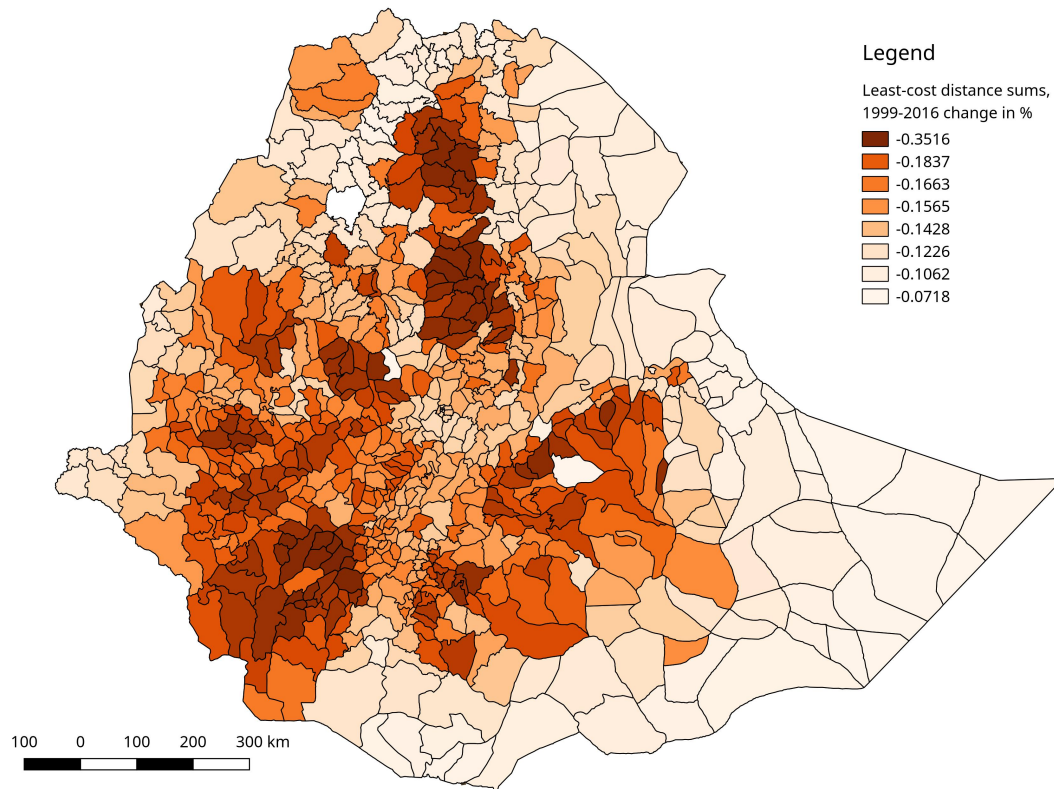 Legend
Least-cost distance sums,
1999-2016 change in %
-0.3516
-0.1837
-0.1663
-0.1565
-0.1428
-0.1226
-0.1062
-0.0718
100 0 100 200 300 km